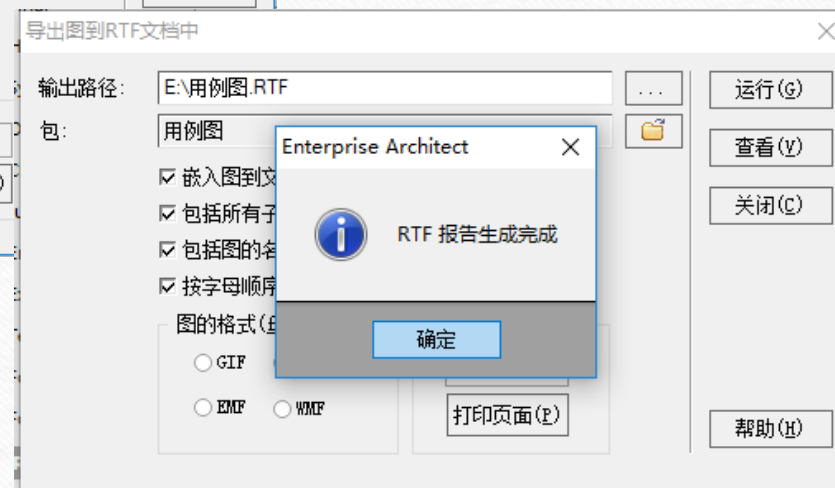 导出图到RTF文档中
输出路径:
E:\用例图.RTF
...
运行(G)
包:
用例图
查看(V)
Enterprise Architect
嵌入图到文
包括所有子
关闭(C)
包括图的名
RTF 报告生成完成
按字母顺序
图的格式(
确定
GIF
EMF
WMF
打印页面(P)
帮助(H)